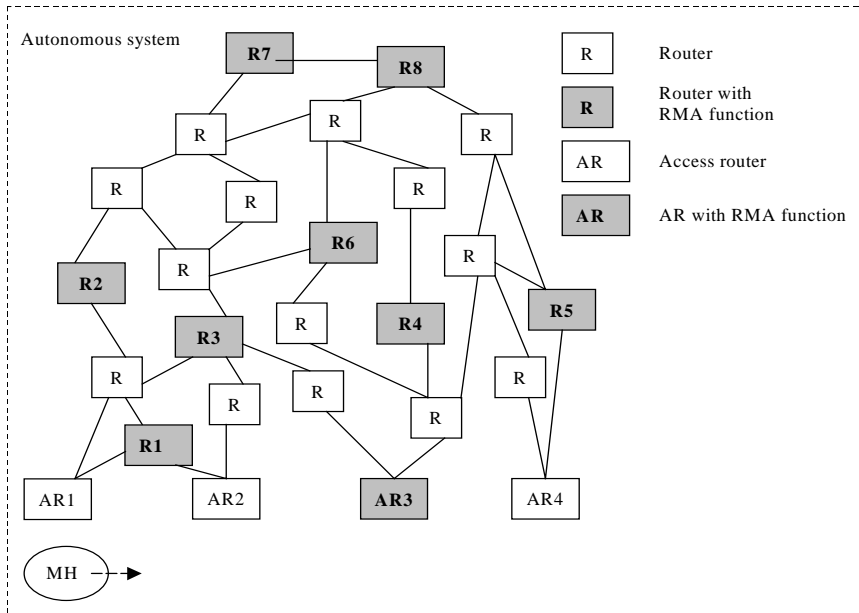 Autonomous system
R7
R8
R
Router
R
Router with
RMA function
R
R
R
AR
Access router
R
R
R
AR
AR with RMA function
R6
R
R
R2
R5
R3
R
R4
R
R
R
R
R
R1
AR1
AR2
AR3
AR4
MH